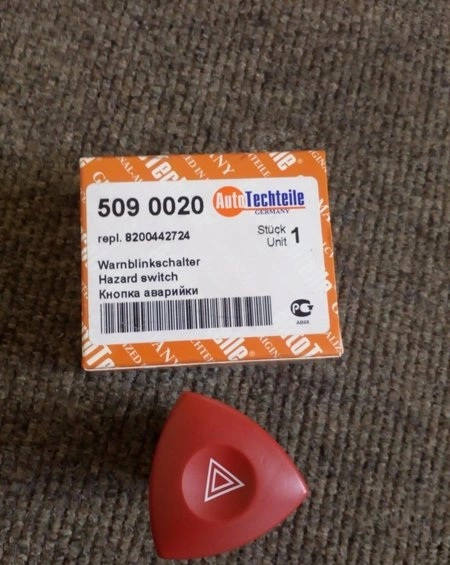 509 0020
AutoTechteile
GERMANY
repl. 8200442724
Stück
Unit 1
Warnblinkschalter
Hazard switch
Кнопка аварийки